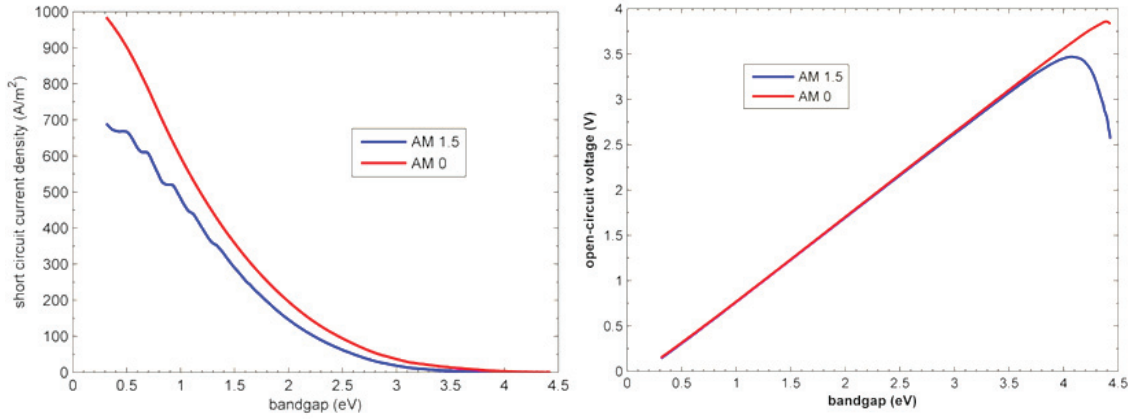 1000
900
800
700
600
500
400
300
200
100
0
short circuit current density (A/m²)
AM 1.5
AM 0
0 0.5 1 1.5 2 2.5 3 3.5 4 4.5
bandgap (eV)
4
3.5
3
2.5
2
1.5
1
0.5
0
open-circuit voltage (V)
AM 1.5
AM 0
0 0.5 1 1.5 2 2.5 3 3.5 4 4.5
bandgap (eV)